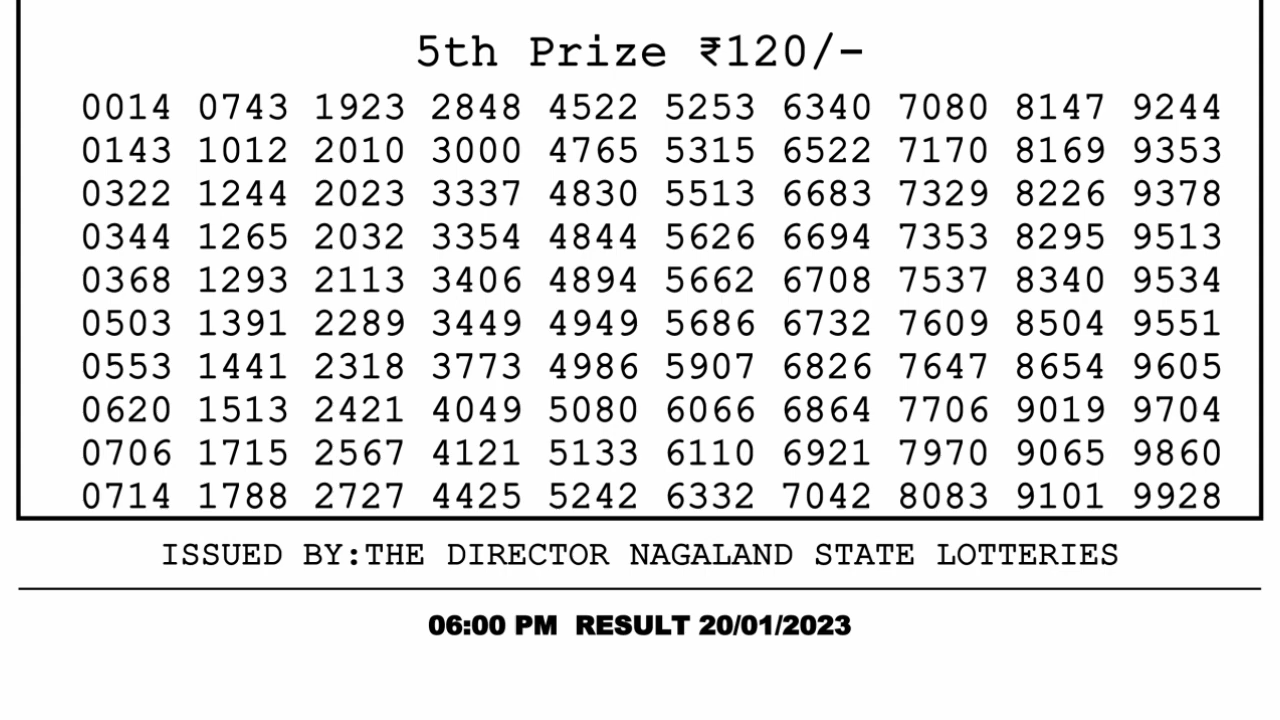 5th Prize ₹120/-
0014 0743 1923 2848 4522 5253 6340 7080 8147 9244
0143 1012 2010 3000 4765 5315 6522 7170 8169 9353
0322 1244 2023 3337 4830 5513 6683 7329 8226 9378
0344 1265 2032 3354 4844 5626 6694 7353 8295 9513
0368 1293 2113 3406 4894 5662 6708 7537 8340 9534
0503 1391 2289 3449 4949 5686 6732 7609 8504 9551
0553 1441 2318 3773 4986 5907 6826 7647 8654 9605
0620 1513 2421 4049 5080 6066 6864 7706 9019 9704
0706 1715 2567 4121 5133 6110 6921 7970 9065 9860
0714 1788 2727 4425 5242 6332 7042 8083 9101 9928
ISSUED BY:THE DIRECTOR NAGALAND STATE LOTTERIES
06:00 PM RESULT 20/01/2023